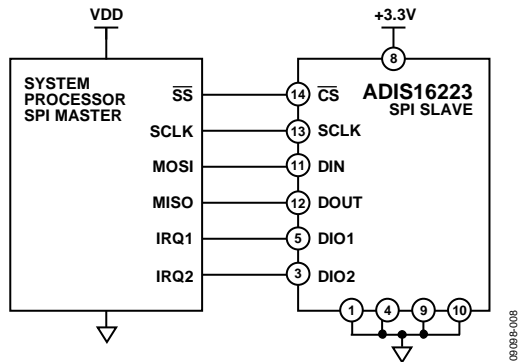 VDD
+3.3V
8
SYSTEM
PROCESSOR
SPI MASTER
ADIS16223
SPI SLAVE
SS 14 CS
SCLK 13 SCLK
MOSI 11 DIN
MISO 12 DOUT
IRQ1 5 DIO1
IRQ2 3 DIO2
1 4 9 10
09098-008